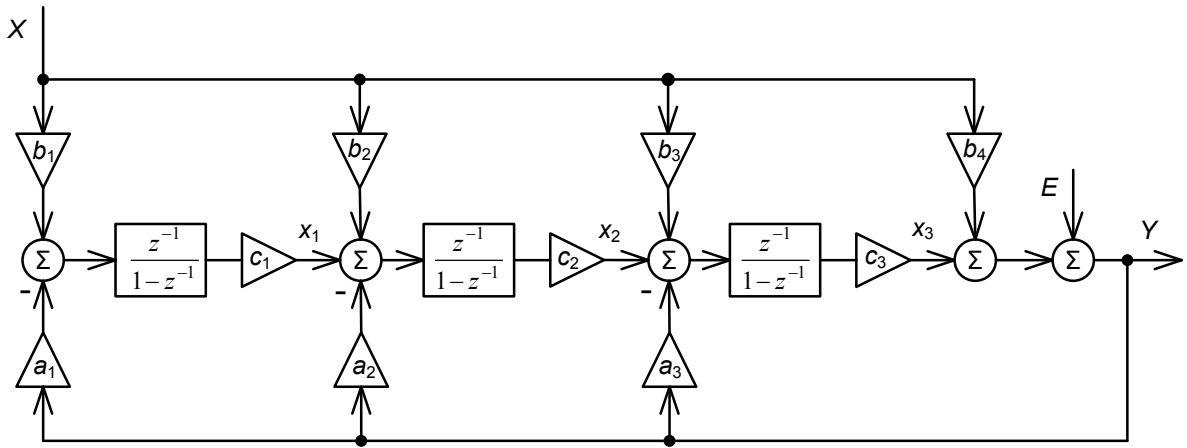 X
b₁ b₂ b₃ b₄
E
Y
x₁ x₂ x₃
Σ z⁻¹ c₁ Σ z⁻¹ c₂ Σ z⁻¹ c₃ Σ Σ
1−z⁻¹ 1−z⁻¹ 1−z⁻¹
- - -
a₁ a₂ a₃